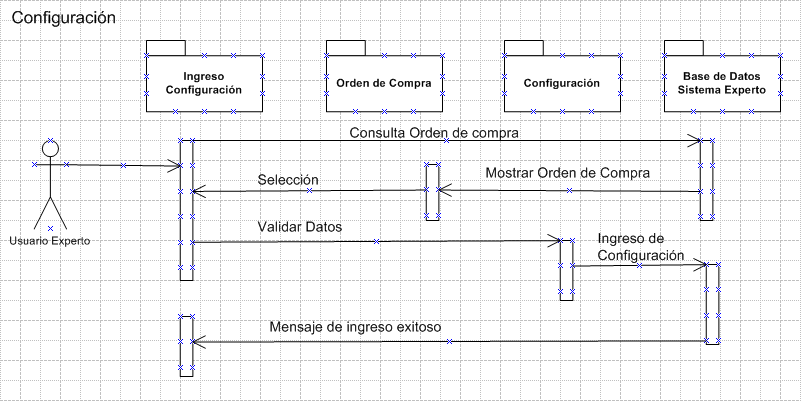 Configuración
Ingreso
Configuración
Orden de Compra
Configuración
Base de Datos
Sistema Experto
Consulta Orden de compra
Selección
Mostrar Orden de Compra
Usuario Experto
Validar Datos
Ingreso de
Configuración
Mensaje de ingreso exitoso